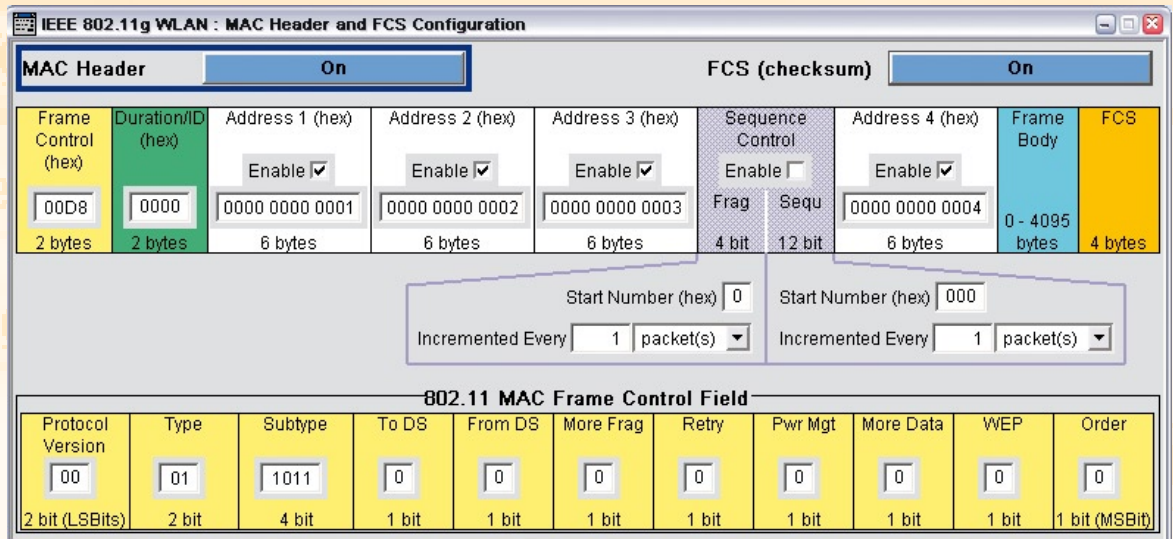 IEEE 802.11g WLAN : MAC Header and FCS Configuration
MAC Header On FCS (checksum) On
Frame Control (hex) Duration/ID (hex) Address 1 (hex) Address 2 (hex) Address 3 (hex) Sequence Control Address 4 (hex) Frame Body FCS
Enable Enable Enable Enable Enable
00D8 0000 0000 0000 0001 0000 0000 0002 0000 0000 0003 Frag Sequ 0000 0000 0004
2 bytes 2 bytes 6 bytes 6 bytes 6 bytes 4 bit 12 bit 6 bytes 0 - 4095 bytes 4 bytes
Start Number (hex) 0 Start Number (hex) 000
Incremented Every 1 packet(s) Incremented Every 1 packet(s)
802.11 MAC Frame Control Field
Protocol Version Type Subtype To DS From DS More Frag Retry Pwr Mgt More Data WEP Order
00 01 1011 0 0 0 0 0 0 0 0
2 bit (LSBits) 2 bit 4 bit 1 bit 1 bit 1 bit 1 bit 1 bit 1 bit 1 bit 1 bit (MSBit)